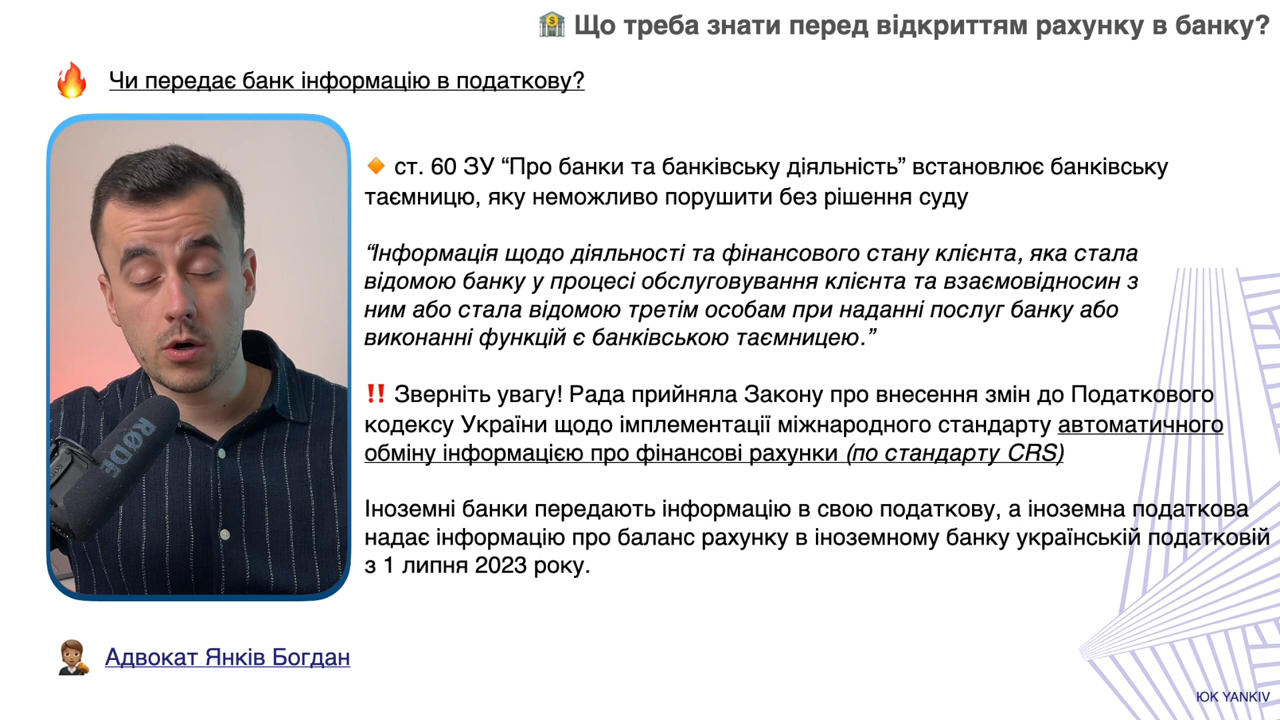 Що треба знати перед відкриттям рахунку в банку?
Чи передає банк інформацію в податкову?
ст. 60 ЗУ “Про банки та банківську діяльність” встановлює банківську
таємницю, яку неможливо порушити без рішення суду
“Інформація щодо діяльності та фінансового стану клієнта, яка стала
відомою банку у процесі обслуговування клієнта та взаємовідносин з
ним або стала відомою третім особам при наданні послуг банку або
виконанні функцій є банківською таємницею.”
‼️ Зверніть увагу! Рада прийняла Закону про внесення змін до Податкового
кодексу України щодо імплементації міжнародного стандарту автоматичного
обміну інформацією про фінансові рахунки (по стандарту CRS)
Іноземні банки передають інформацію в свою податкову, а іноземна податкова
надає інформацію про баланс рахунку в іноземному банку українській податковій
з 1 липня 2023 року.
RØDE
Адвокат Янків Богдан
ЮК YANKIV